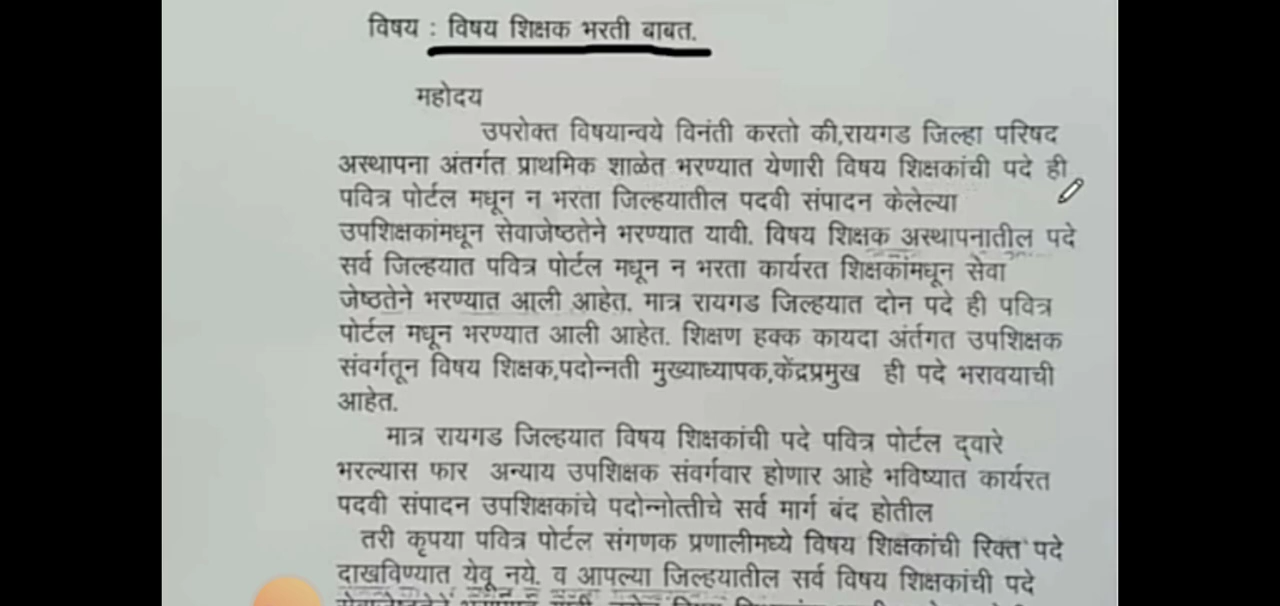 विषय : विषय शिक्षक भरती बाबत.
महोदय
उपरोक्त विषयान्वये विनंती करतो की,रायगड जिल्हा परिषद
अस्थापना अंतर्गत प्राथमिक शाळेत भरण्यात येणारी विषय शिक्षकांची पदे ही
पवित्र पोर्टल मधून न भरता जिल्हयातील पदवी संपादन केलेल्या
उपशिक्षकांमधून सेवाजेष्ठतेने भरण्यात यावी. विषय शिक्षक अस्थापनातील पदे
सर्व जिल्हयात पवित्र पोर्टल मधून न भरता कार्यरत शिक्षकांमधून सेवा
जेष्ठतेने भरण्यात आली आहेत. मात्र रायगड जिल्हयात दोन पदे ही पवित्र
पोर्टल मधून भरण्यात आली आहेत. शिक्षण हक्क कायदा अंर्तगत उपशिक्षक
संवर्गतून विषय शिक्षक,पदोन्नती मुख्याध्यापक,केंद्रप्रमुख ही पदे भरावयाची
आहेत.
मात्र रायगड जिल्हयात विषय शिक्षकांची पदे पवित्र पोर्टल द्वारे
भरल्यास फार अन्याय उपशिक्षक संवर्गवार होणार आहे भविष्यात कार्यरत
पदवी संपादन उपशिक्षकांचे पदोन्नोत्तीचे सर्व मार्ग बंद होतील
तरी कृपया पवित्र पोर्टल संगणक प्रणालीमध्ये विषय शिक्षकांची रिक्त पदे
दाखविण्यात येवू नये. व आपल्या जिल्हयातील सर्व विषय शिक्षकांची पदे